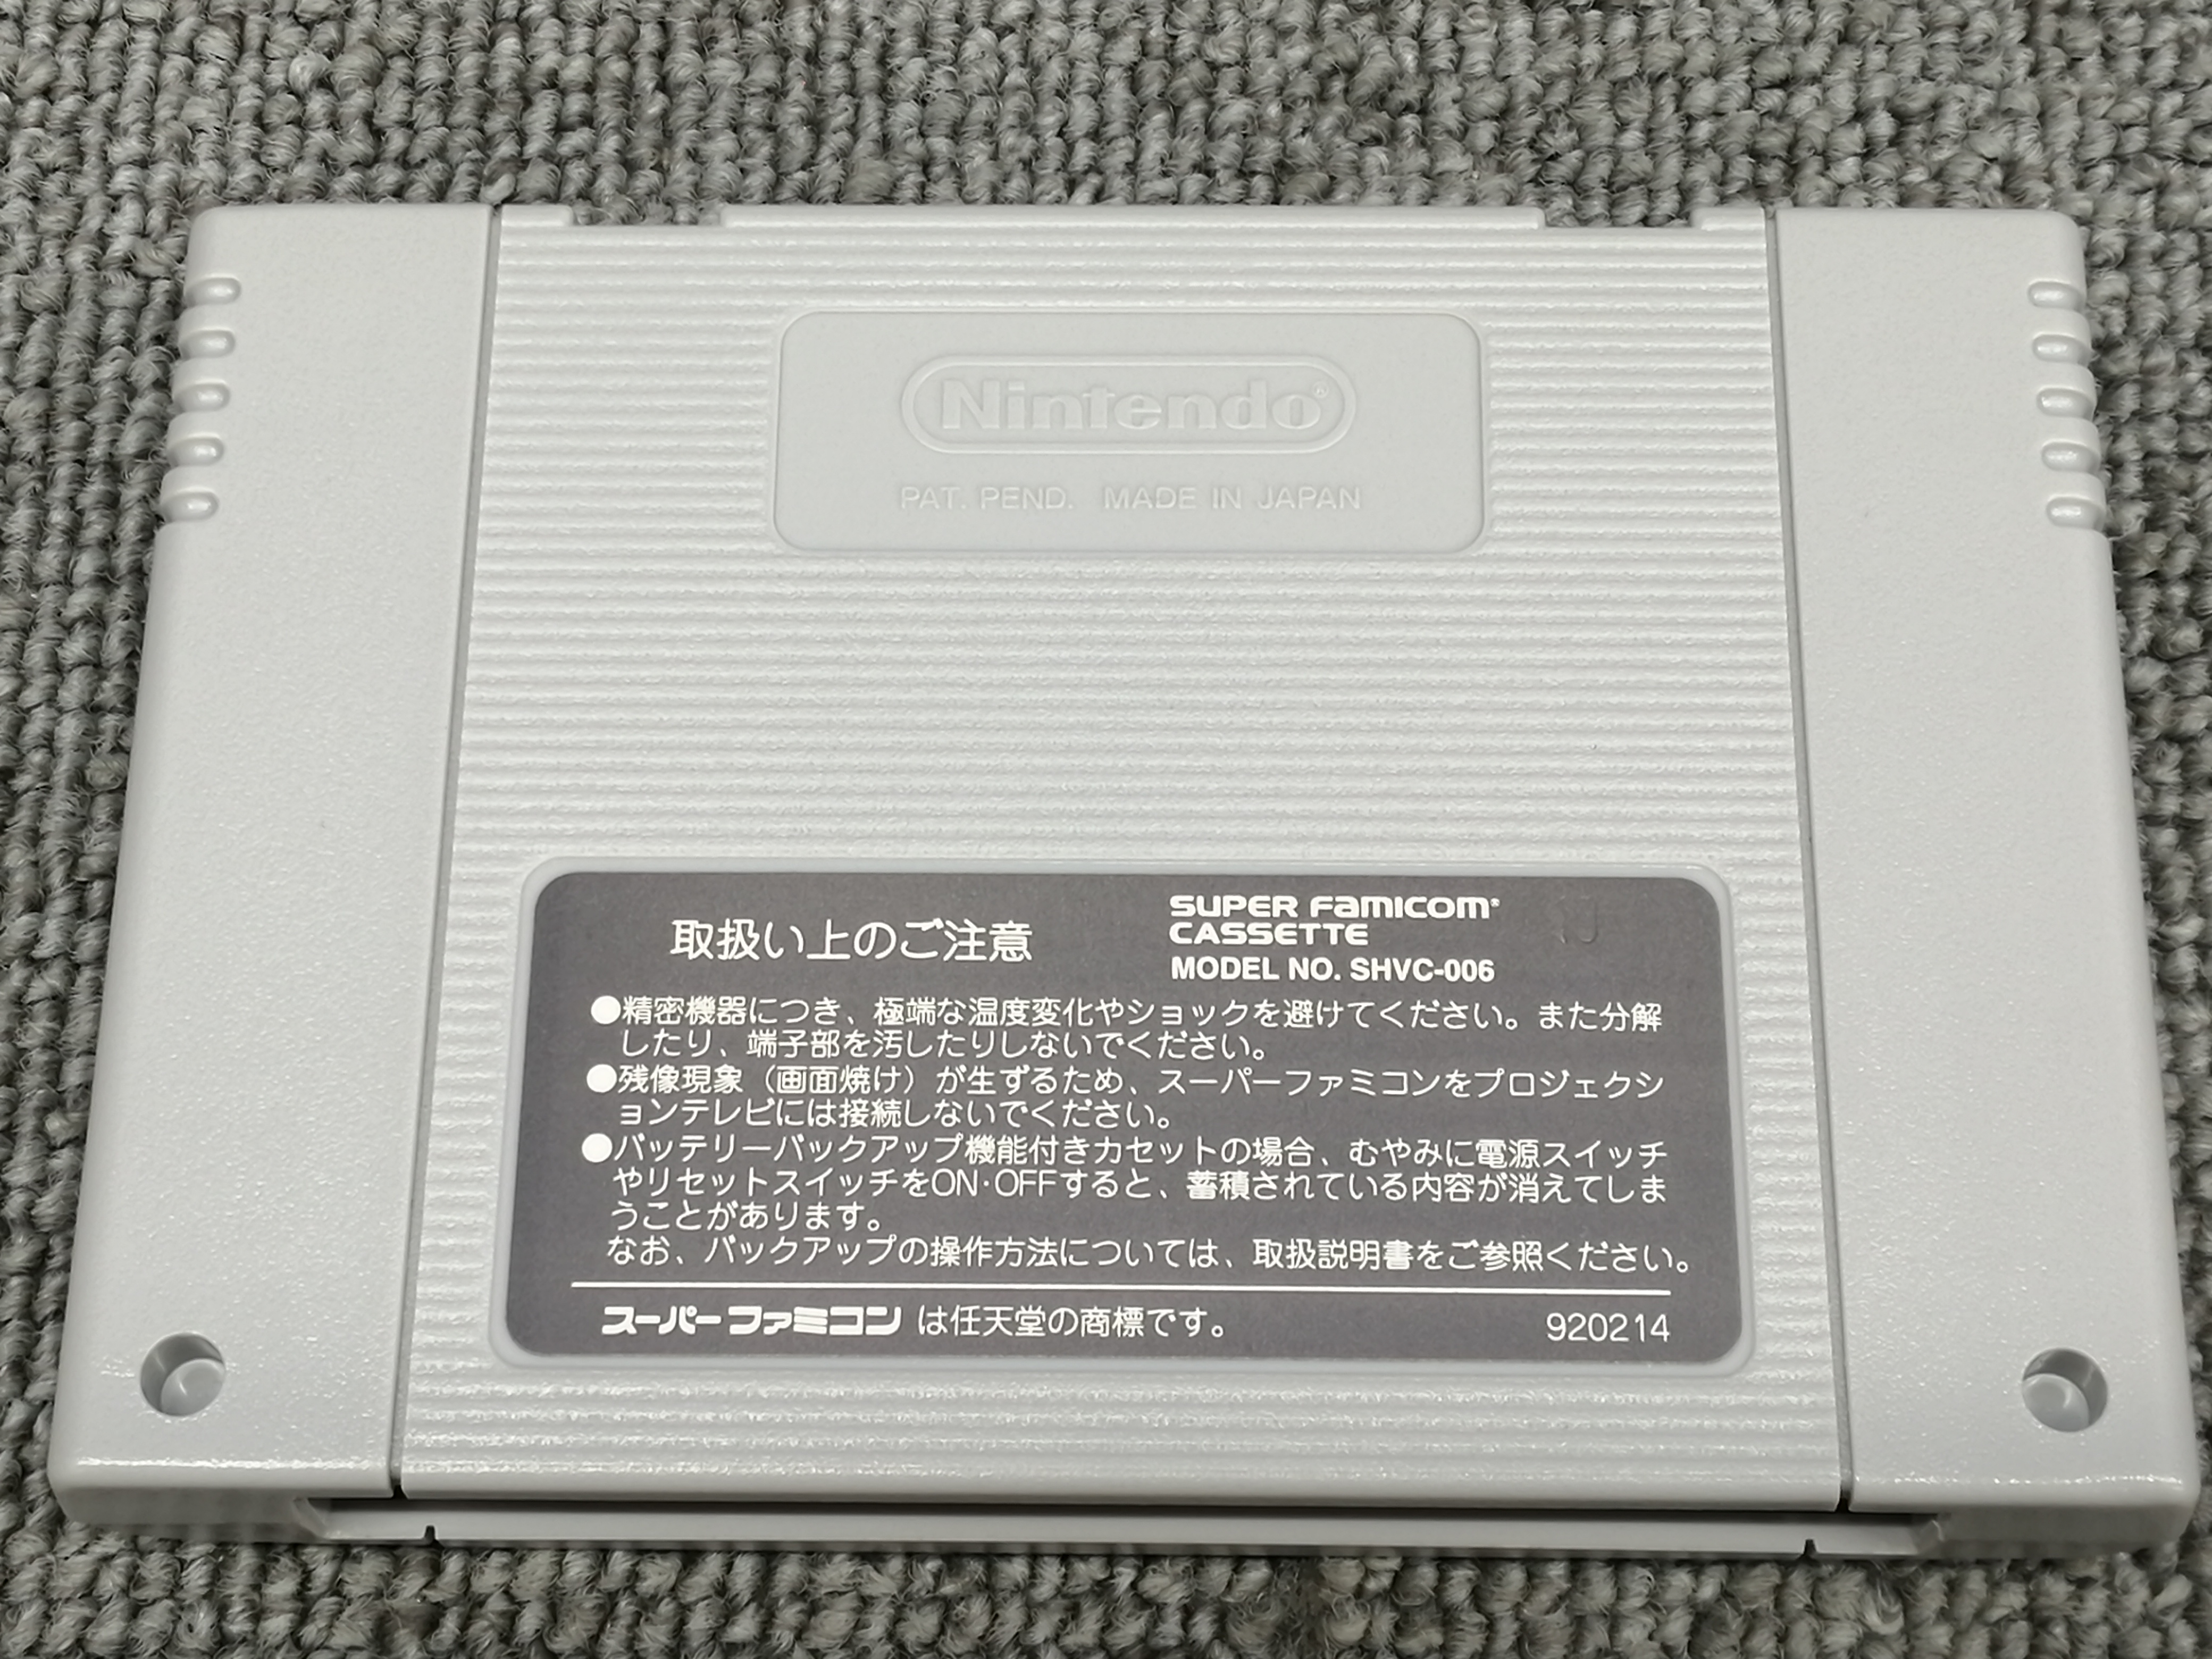 Nintendo®
PAT. PEND. MADE IN JAPAN
取扱い上のご注意
SUPER FAMICOM®
CASSETTE
MODEL NO. SHVC-006
●精密機器につき、極端な温度変化やショックを避けてください。また分解
したり、端子部を汚したりしないでください。
●残像現象（画面焼け）が生ずるため、スーパーファミコンをプロジェクシ
ョンテレビには接続しないでください。
●バッテリーバックアップ機能付きカセットの場合、むやみに電源スイッチ
やリセットスイッチをON·OFFすると、蓄積されている内容が消えてしま
うことがあります。
なお、バックアップの操作方法については、取扱説明書をご参照ください。
スーパーファミコン は任天堂の商標です。
920214